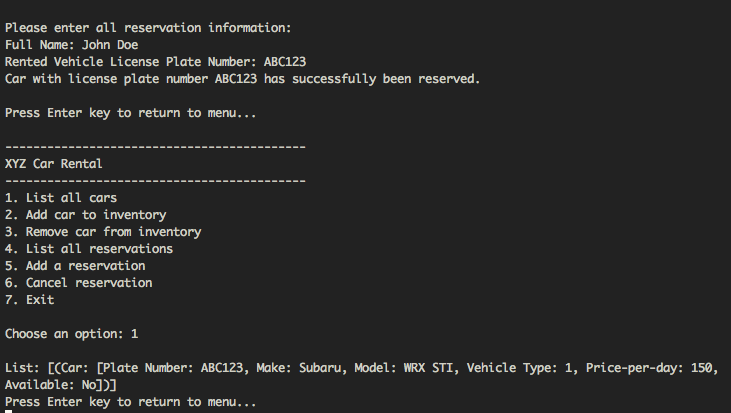 Please enter all reservation information:
Full Name: John Doe
Rented Vehicle License Plate Number: ABC123
Car with license plate number ABC123 has successfully been reserved.
Press Enter key to return to menu...
-------------------------------------------
XYZ Car Rental
-------------------------------------------
1. List all cars
2. Add car to inventory
3. Remove car from inventory
4. List all reservations
5. Add a reservation
6. Cancel reservation
7. Exit
Choose an option: 1
List: [(Car: [Plate Number: ABC123, Make: Subaru, Model: WRX STI, Vehicle Type: 1, Price-per-day: 150,
Available: No])]
Press Enter key to return to menu...